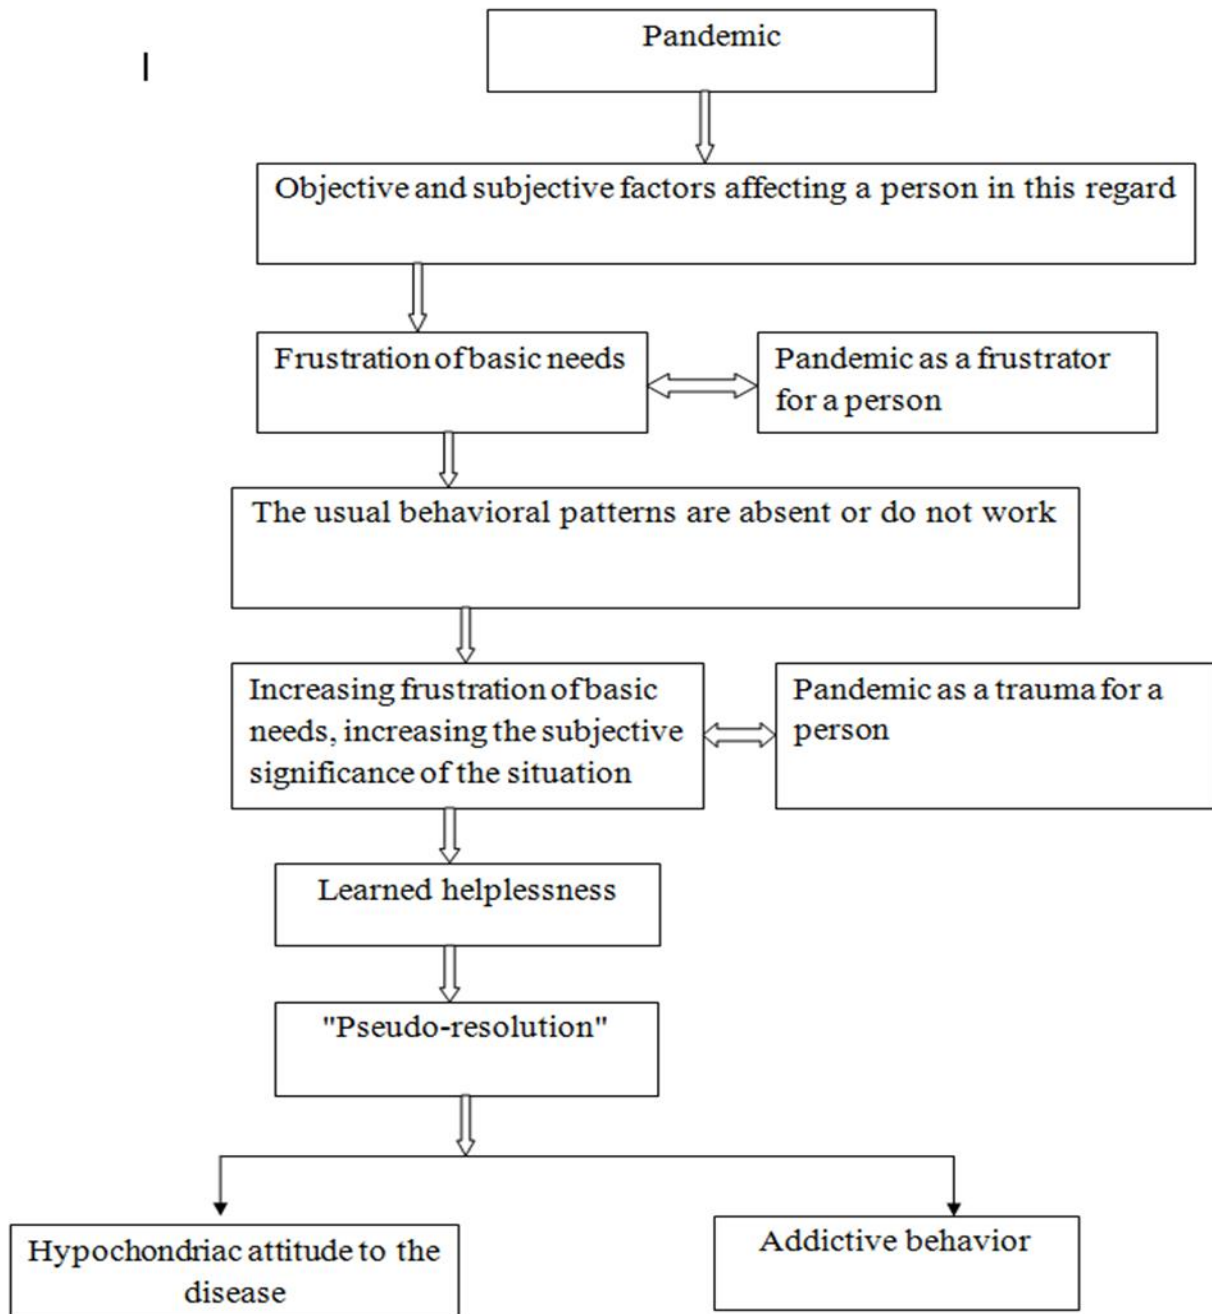 I
Pandemic
Objective and subjective factors affecting a person in this regard
Frustration of basic needs
Pandemic as a frustrator
for a person
The usual behavioral patterns are absent or do not work
Increasing frustration of basic
needs, increasing the subjective
significance of the situation
Pandemic as a trauma for a
person
Learned helplessness
"Pseudo-resolution"
Hypochondriac attitude to the
disease
Addictive behavior